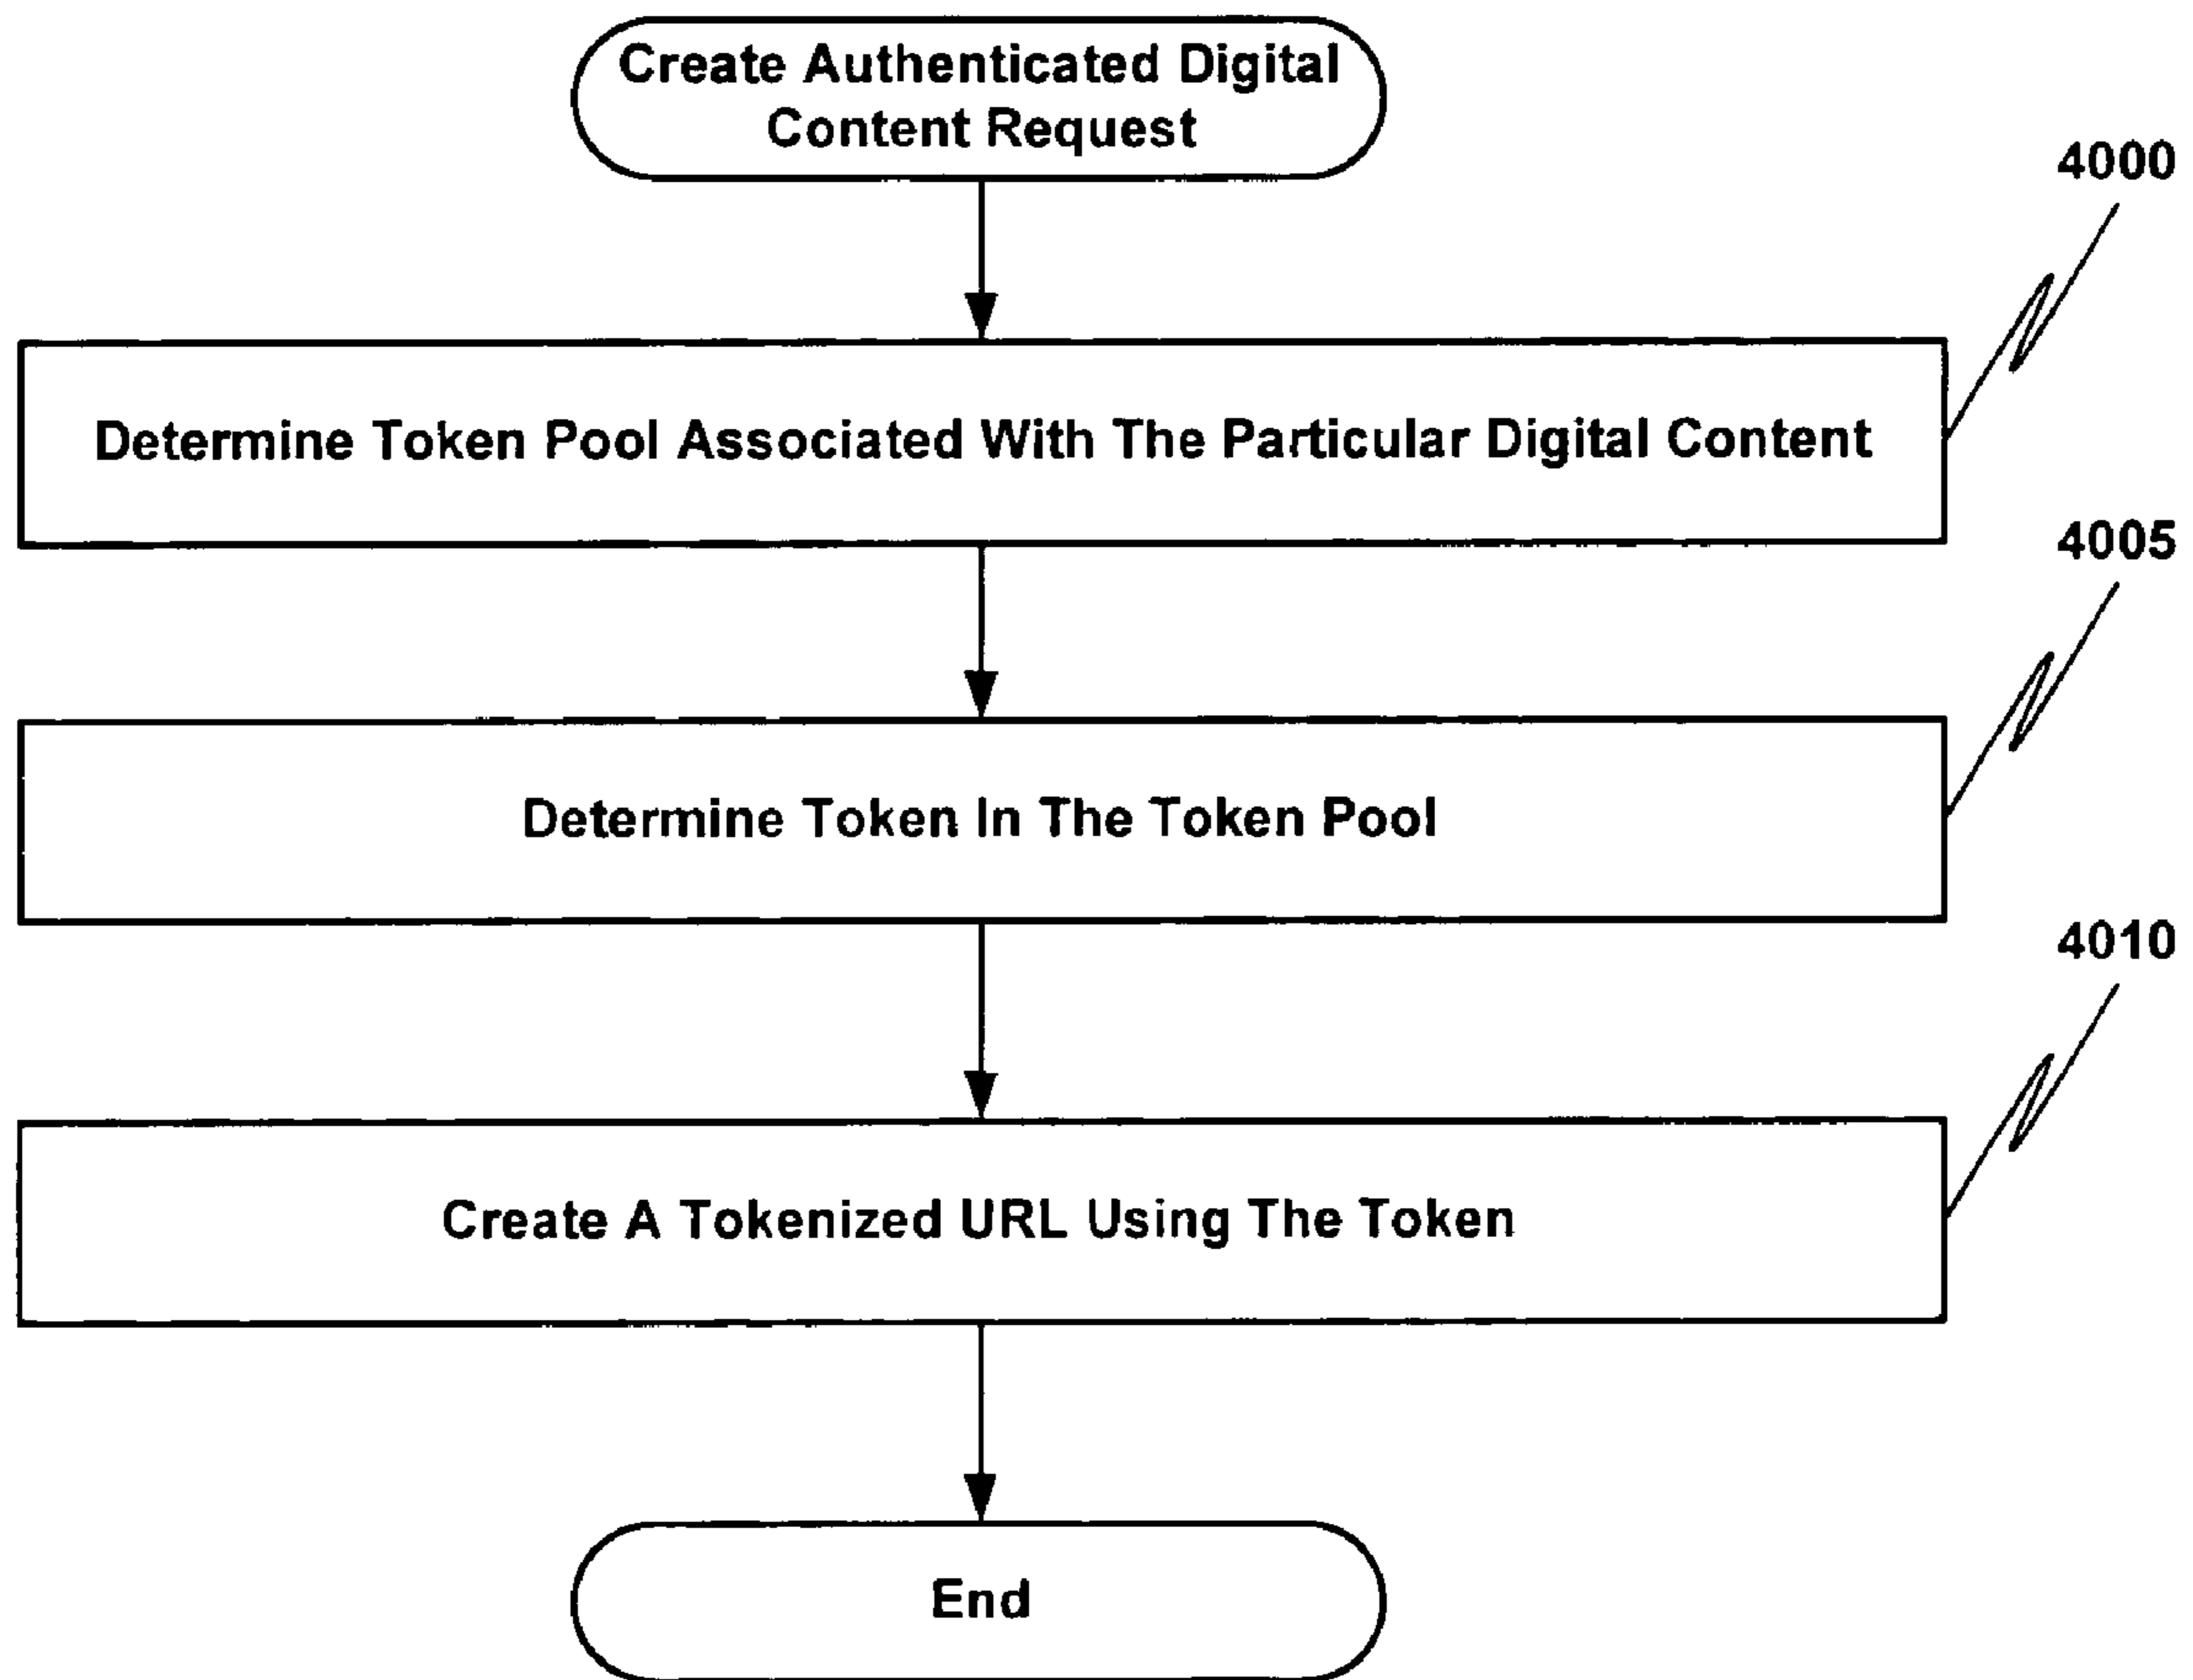 Create Authenticated Digital
Content Request
4000
Determine Token Pool Associated With The Particular Digital Content
4005
Determine Token In The Token Pool
4010
Create A Tokenized URL Using The Token
End